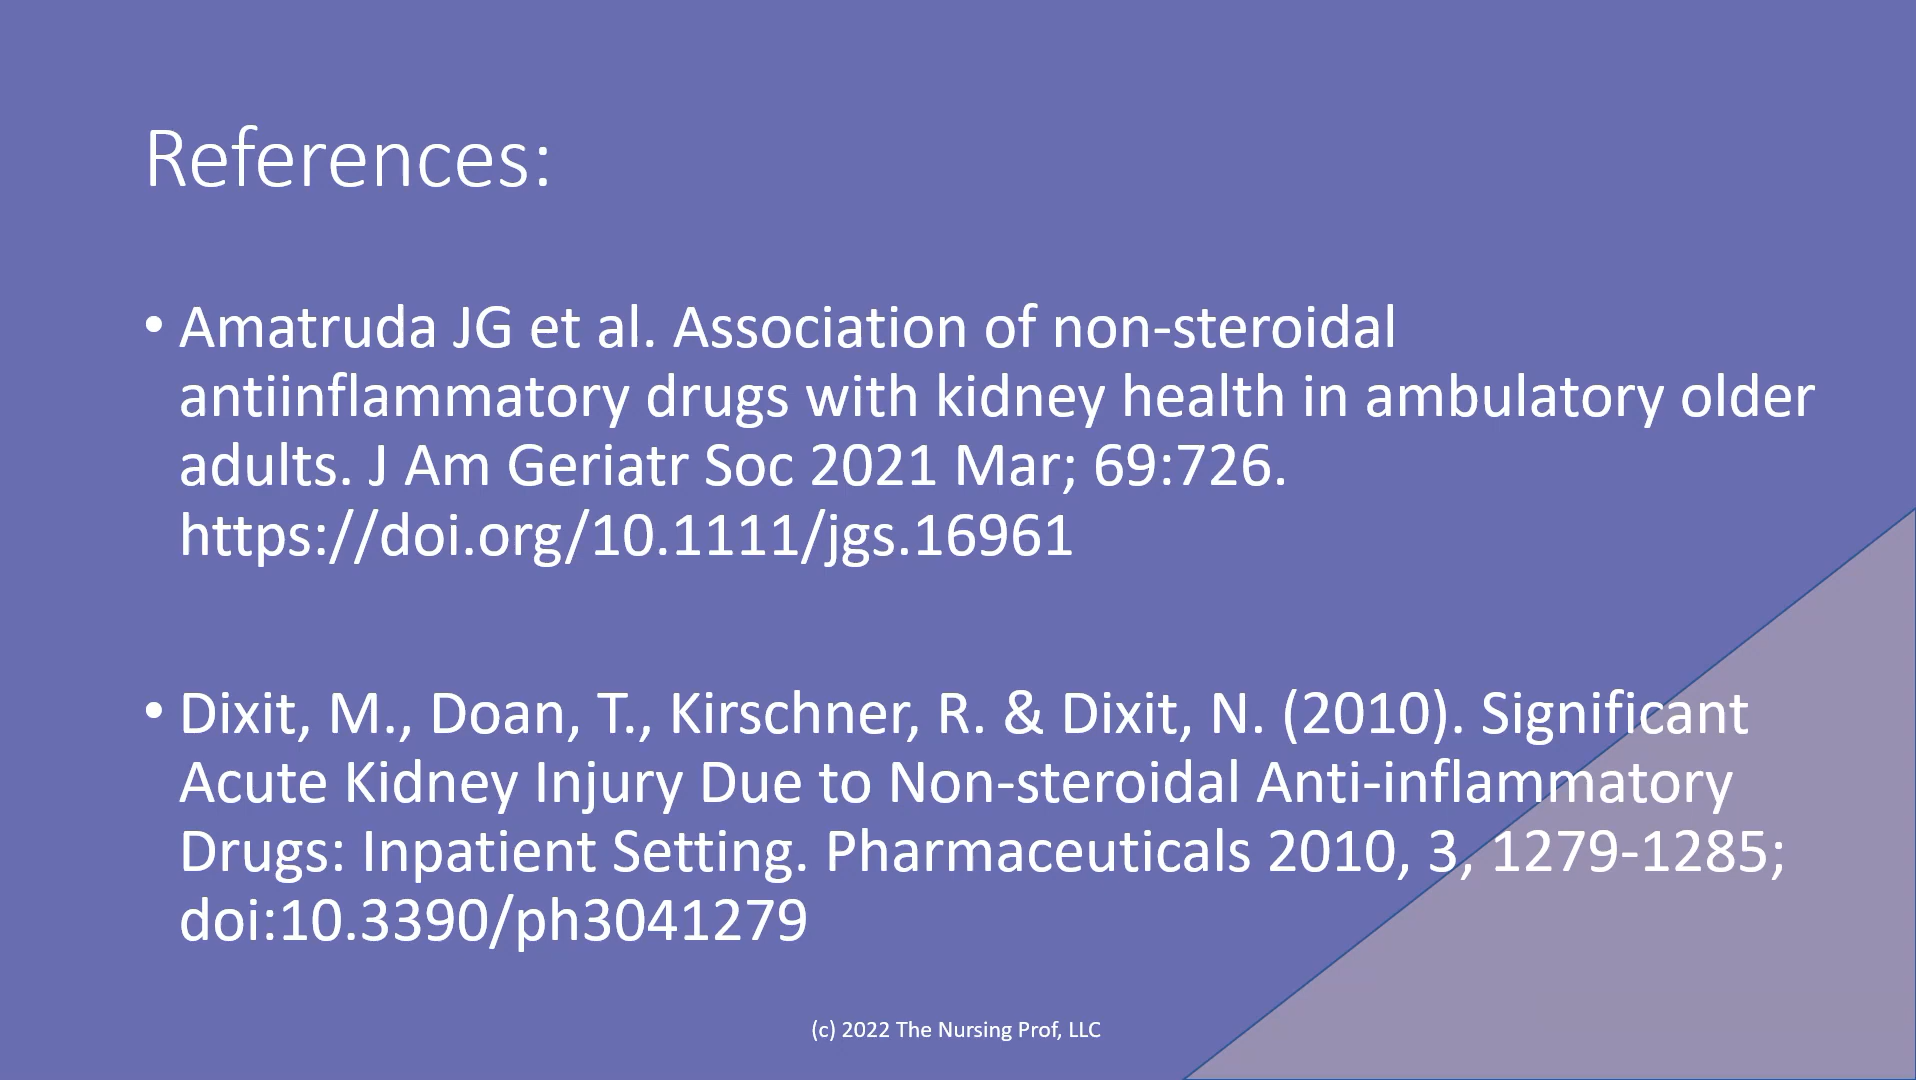 References:
• Amatruda JG et al. Association of non-steroidal
antiinflammatory drugs with kidney health in ambulatory older
adults. J Am Geriatr Soc 2021 Mar; 69:726.
https://doi.org/10.1111/jgs.16961
• Dixit, M., Doan, T., Kirschner, R. & Dixit, N. (2010). Significant
Acute Kidney Injury Due to Non-steroidal Anti-inflammatory
Drugs: Inpatient Setting. Pharmaceuticals 2010, 3, 1279-1285;
doi:10.3390/ph3041279
(c) 2022 The Nursing Prof, LLC